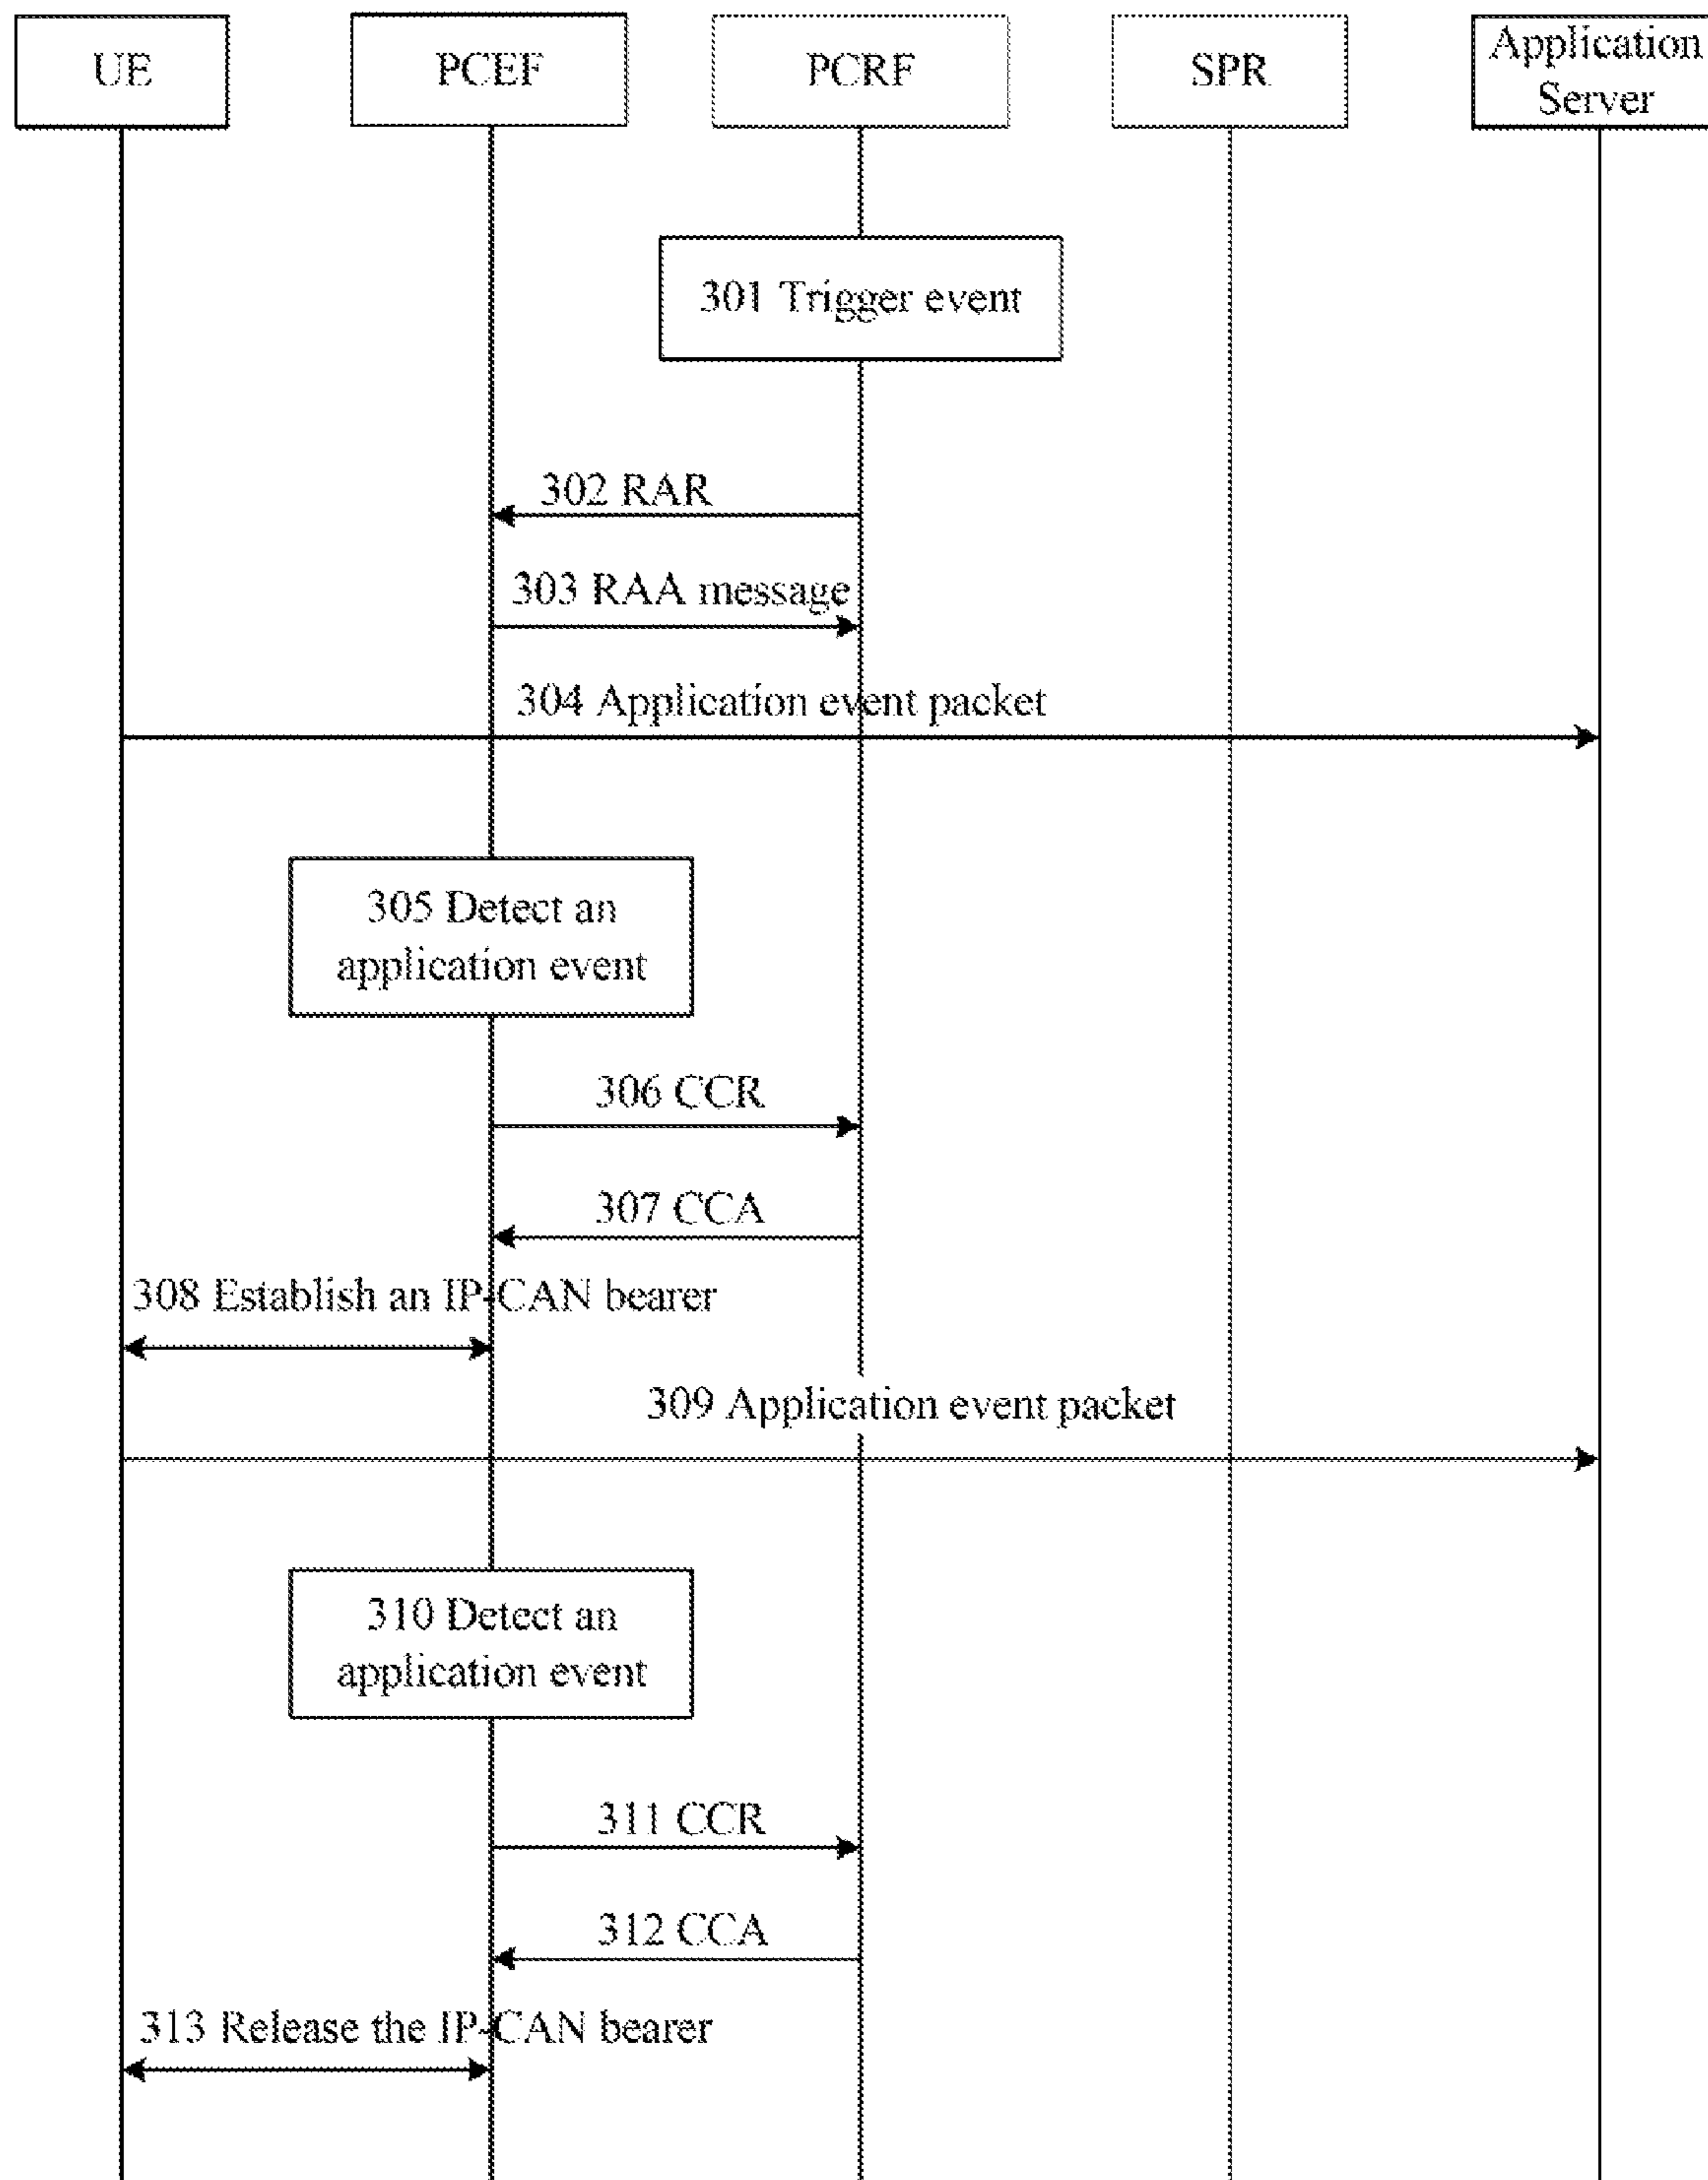 UE
PCEF
PCRF
SPR
Application
Server
301 Trigger event
302 RAR
303 RAA message
304 Application event packet
305 Detect an
application event
306 CCR
307 CCA
308 Establish an IP-CAN bearer
309 Application event packet
310 Detect an
application event
311 CCR
312 CCA
313 Release the IP-CAN bearer